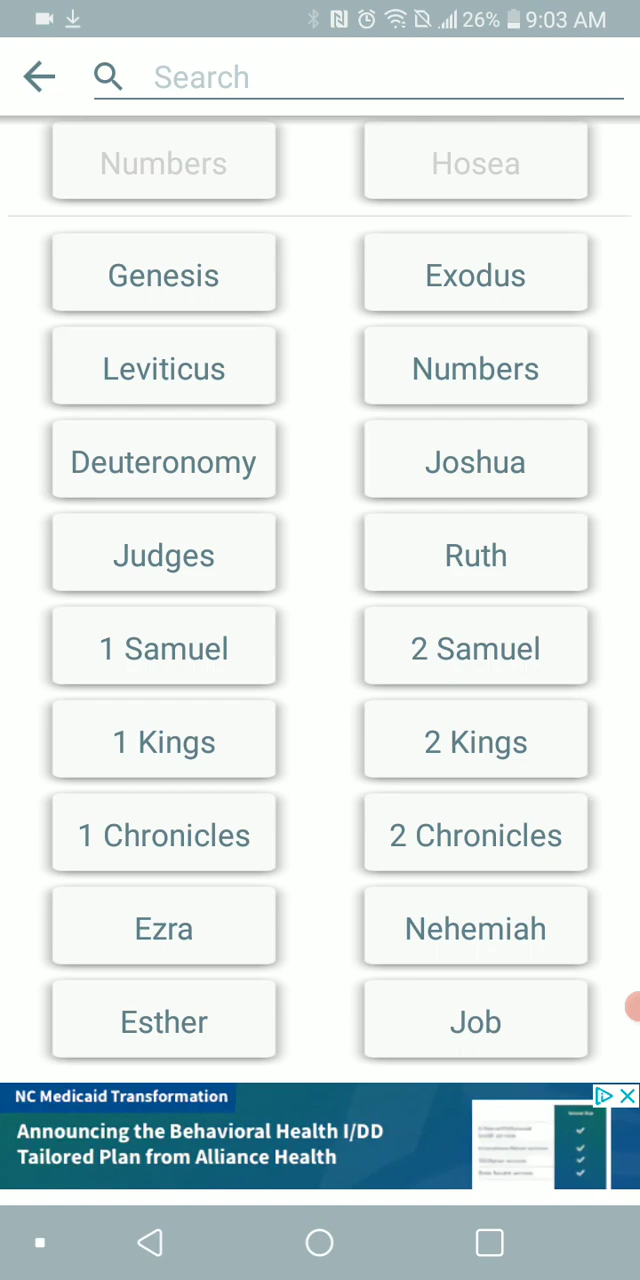 26% 9:03 AM
Search
Numbers Hosea
Genesis Exodus
Leviticus Numbers
Deuteronomy Joshua
Judges Ruth
1 Samuel 2 Samuel
1 Kings 2 Kings
1 Chronicles 2 Chronicles
Ezra Nehemiah
Esther Job
NC Medicaid Transformation
Announcing the Behavioral Health I/DD
Tailored Plan from Alliance Health